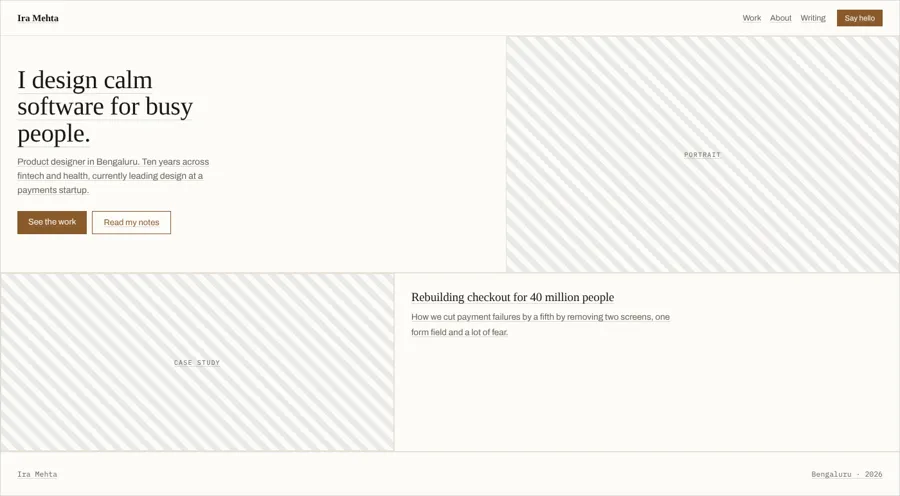 Ira Mehta
Work About Writing Say hello
I design calm
software for busy
people.
Product designer in Bengaluru. Ten years across
fintech and health, currently leading design at a
payments startup.
See the work Read my notes
PORTRAIT
CASE STUDY
Rebuilding checkout for 40 million people
How we cut payment failures by a fifth by removing two screens, one
form field and a lot of fear.
Ira Mehta
Bengaluru · 2026